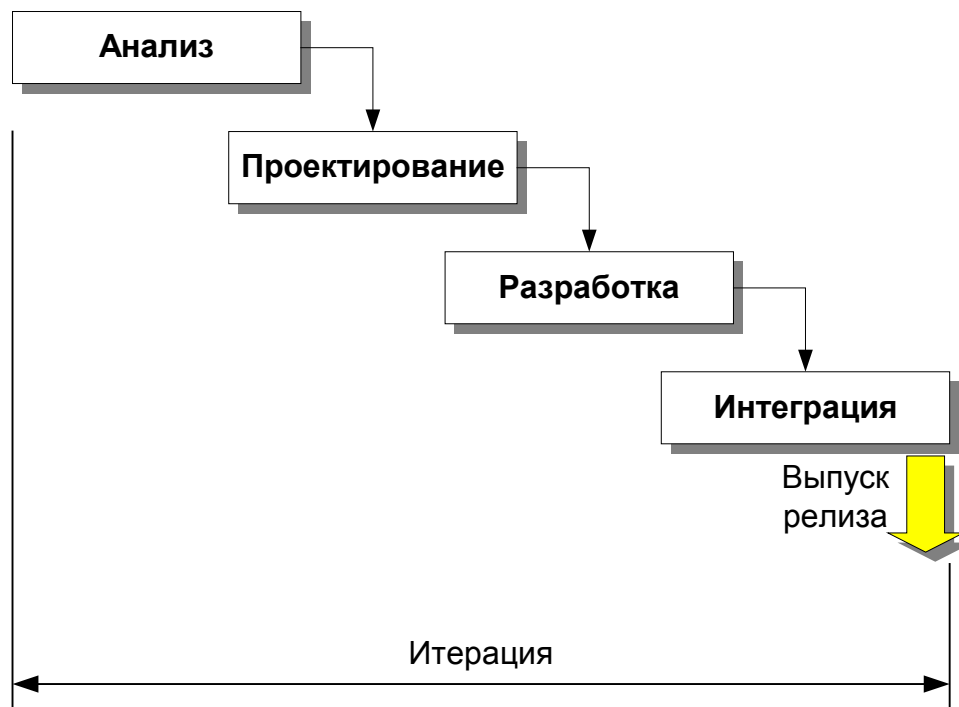 Анализ
Проектирование
Разработка
Интеграция
Выпуск
релиза
Итерация